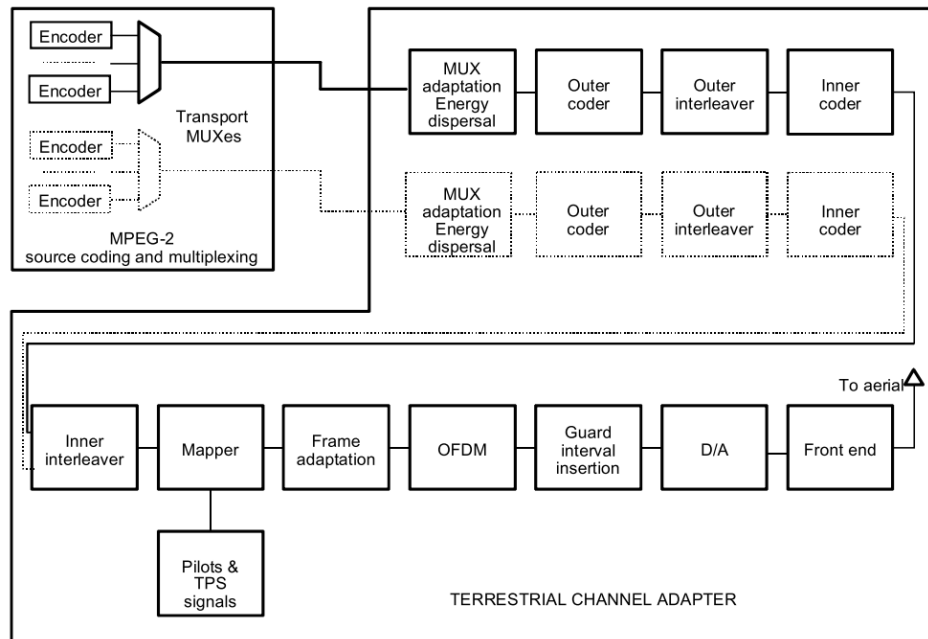 Encoder
Encoder
Transport
MUXes
Encoder
Encoder
MPEG-2
source coding and multiplexing
MUX
adaptation
Energy
dispersal
Outer
coder
Outer
interleaver
Inner
coder
MUX
adaptation
Energy
dispersal
Outer
coder
Outer
interleaver
Inner
coder
To aerial
Inner
interleaver
Mapper
Frame
adaptation
OFDM
Guard
interval
insertion
D/A
Front end
Pilots &
TPS
signals
TERRESTRIAL CHANNEL ADAPTER